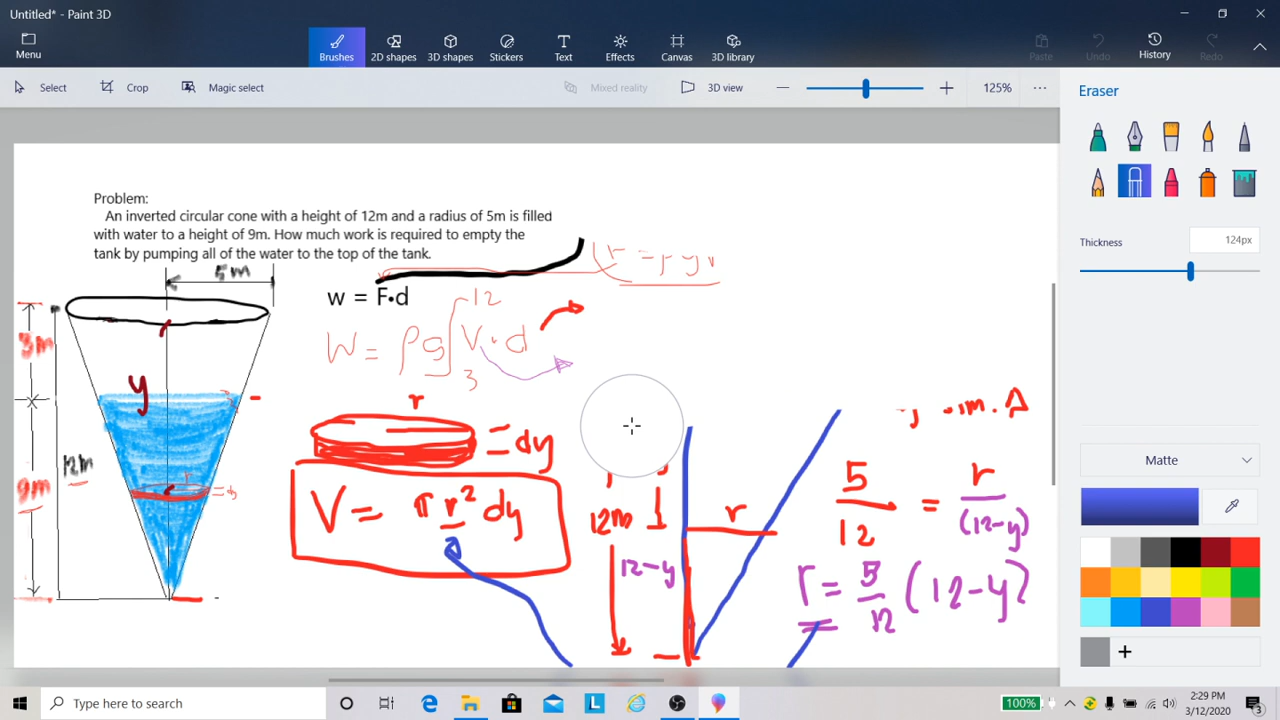 Untitled* - Paint 3D
Menu
Brushes
2D shapes
3D shapes
Stickers
Text
Effects
Canvas
3D library
Paste
Undo
History
Redo
Select
Crop
Magic select
Mixed reality
3D view
125%
Eraser
Thickness
124px
Matte
Problem:
An inverted circular cone with a height of 12m and a radius of 5m is filled
with water to a height of 9m. How much work is required to empty the
tank by pumping all of the water to the top of the tank.
5m
w = F·d
W = ρg ∫ V · d
12
3
3m
y
r
12m
9m
r
r
= dy
V = π r² dy
12m
12-y
r
5/12 = r/(12-y)
r = 5/12 (12-y)
Type here to search
100%
2:29 PM
3/12/2020
3